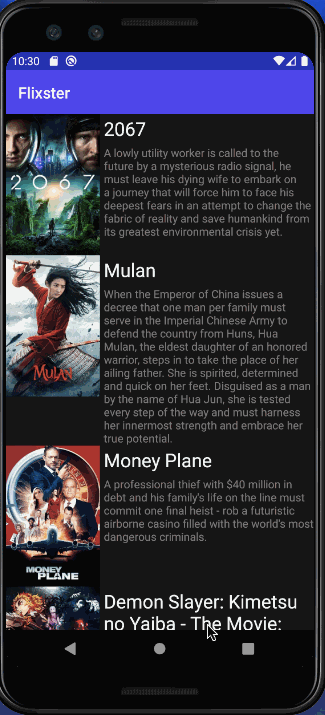 10:30
Flixster
2067
A lowly utility worker is called to the
future by a mysterious radio signal, he
must leave his dying wife to embark on
a journey that will force him to face his
deepest fears in an attempt to change the
fabric of reality and save humankind from
its greatest environmental crisis yet.
2067
Mulan
When the Emperor of China issues a
decree that one man per family must
serve in the Imperial Chinese Army to
defend the country from Huns, Hua
Mulan, the eldest daughter of an honored
warrior, steps in to take the place of her
ailing father. She is spirited, determined
and quick on her feet. Disguised as a man
by the name of Hua Jun, she is tested
every step of the way and must harness
her innermost strength and embrace her
true potential.
MULAN
Money Plane
A professional thief with $40 million in
debt and his family's life on the line must
commit one final heist - rob a futuristic
airborne casino filled with the world's most
dangerous criminals.
MONEY
PLANE
Demon Slayer: Kimetsu
no Yaiba - The Movie: